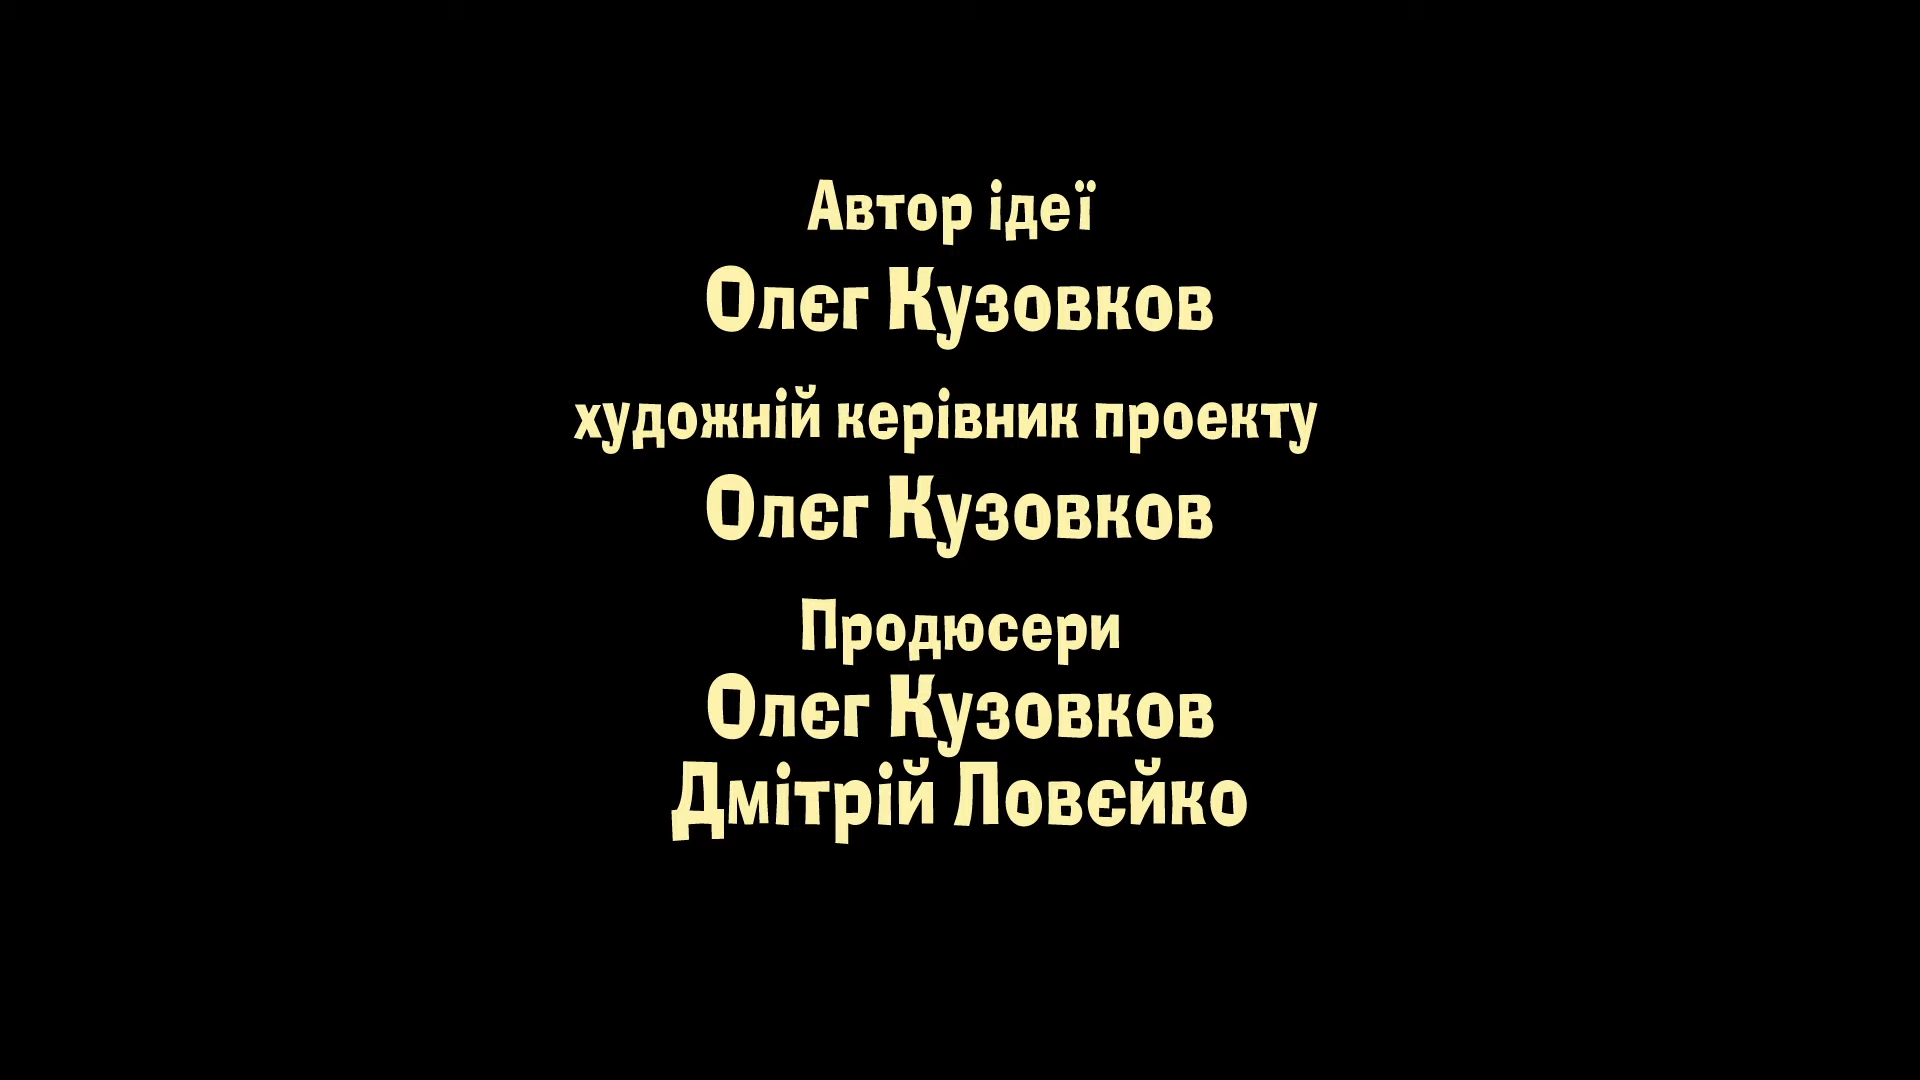 Автор ідеї
Олєг Кузовков
художній керівник проекту
Олєг Кузовков
Продюсери
Олєг Кузовков
Дмітрій Ловєйко